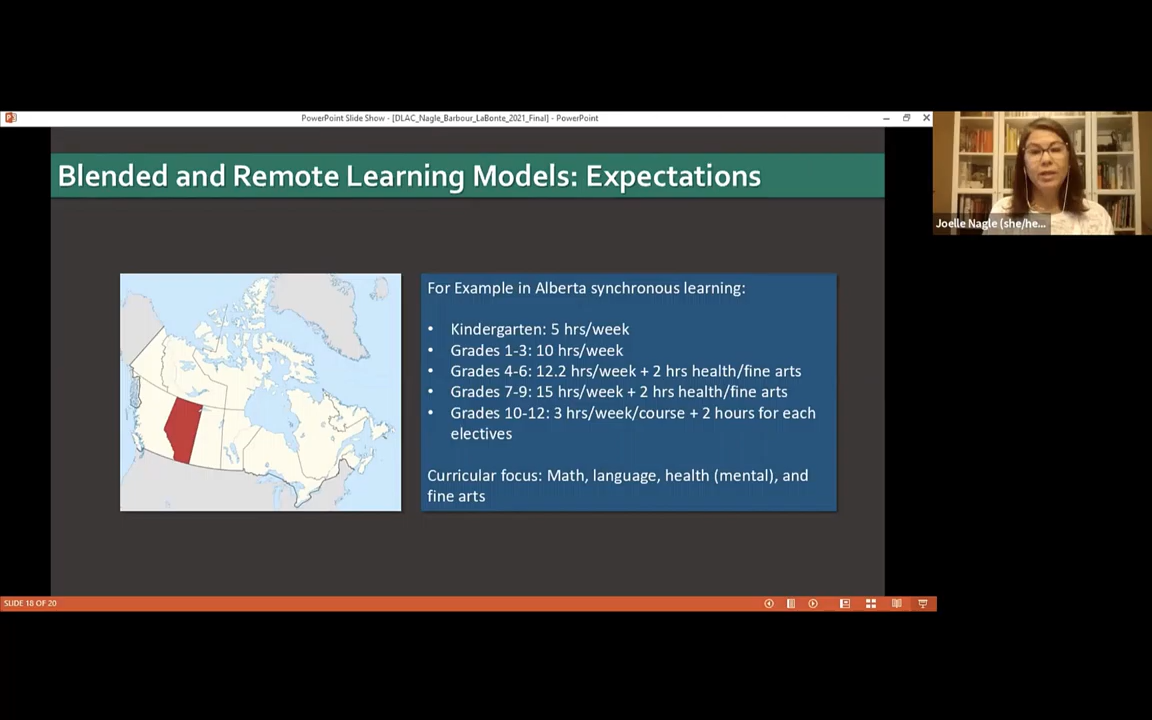 PowerPoint Slide Show - [DLAC_Nagle_Barbour_LaBonte_2021_Final] - PowerPoint
Blended and Remote Learning Models: Expectations
Joelle Nagle (she/he...
For Example in Alberta synchronous learning:
• Kindergarten: 5 hrs/week
• Grades 1-3: 10 hrs/week
• Grades 4-6: 12.2 hrs/week + 2 hrs health/fine arts
• Grades 7-9: 15 hrs/week + 2 hrs health/fine arts
• Grades 10-12: 3 hrs/week/course + 2 hours for each
electives
Curricular focus: Math, language, health (mental), and
fine arts
SLIDE 18 OF 20